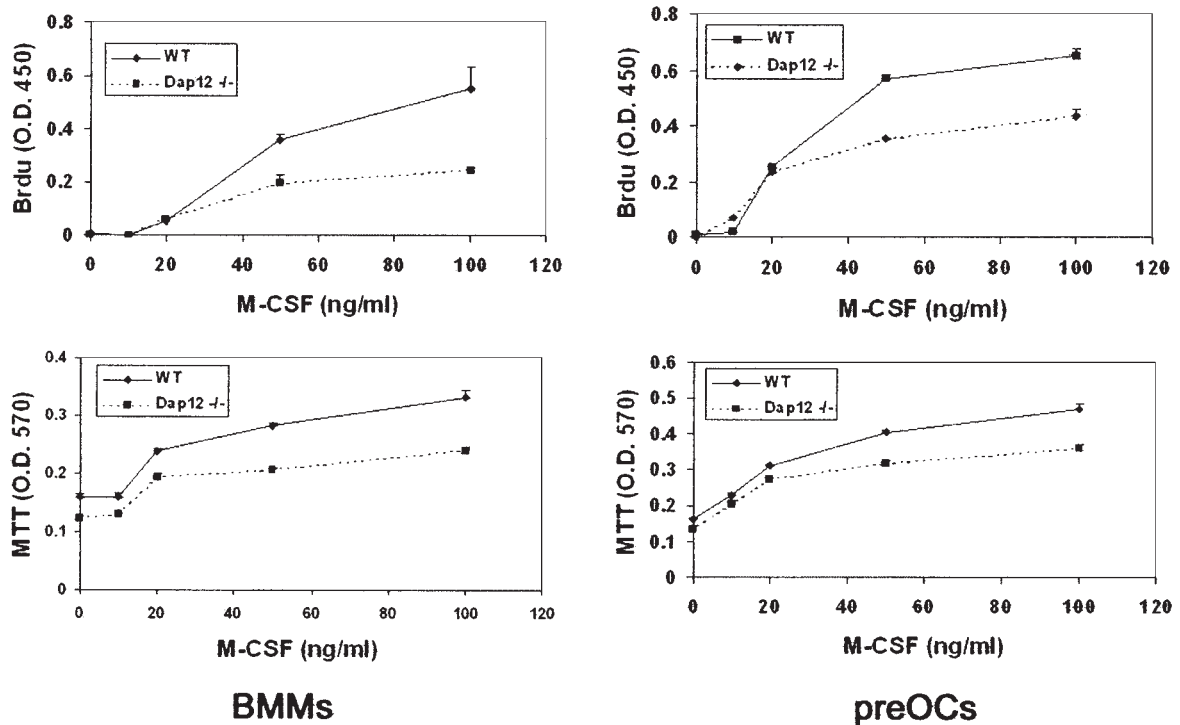 0.8
0.6
0.4
0.2
0
Brdu (O.D. 450)
WT
Dap12 -/-
0 20 40 60 80 100 120
M-CSF (ng/ml)
0.8
0.6
0.4
0.2
0
Brdu (O.D. 450)
WT
Dap12 -/-
0 20 40 60 80 100 120
M-CSF (ng/ml)
0.4
0.3
0.2
0.1
0
MTT (O.D. 570)
WT
Dap12 -/-
0 20 40 60 80 100 120
M-CSF (ng/ml)
0.6
0.5
0.4
0.3
0.2
0.1
0
MTT (O.D. 570)
WT
Dap12 -/-
0 20 40 60 80 100 120
M-CSF (ng/ml)
BMMs
preOCs